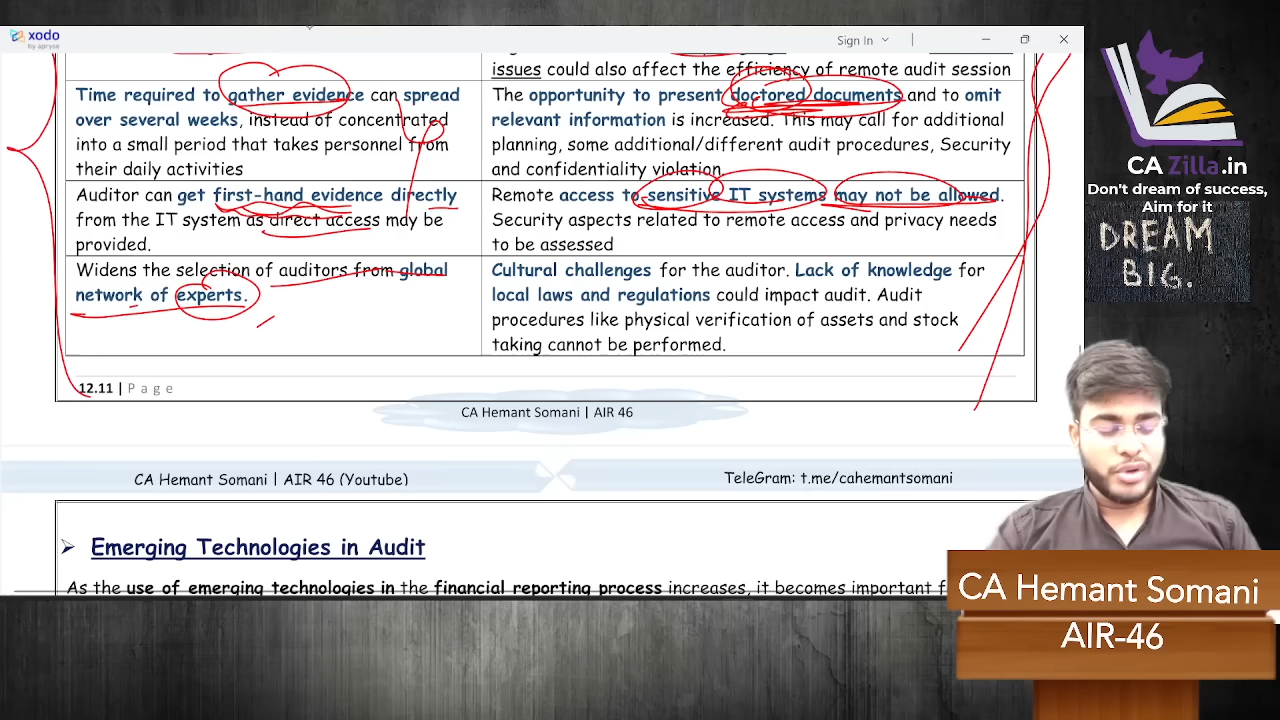 xodo
by apryse
Sign In
issues could also affect the efficiency of remote audit session
Time required to gather evidence can spread
over several weeks, instead of concentrated
into a small period that takes personnel from
their daily activities
The opportunity to present doctored documents and to omit
relevant information is increased. This may call for additional
planning, some additional/different audit procedures, Security
and confidentiality violation.
Auditor can get first-hand evidence directly
from the IT system as direct access may be
provided.
Remote access to sensitive IT systems may not be allowed.
Security aspects related to remote access and privacy needs
to be assessed
Widens the selection of auditors from global
network of experts.
Cultural challenges for the auditor. Lack of knowledge for
local laws and regulations could impact audit. Audit
procedures like physical verification of assets and stock
taking cannot be performed.
12.11 | Page
CA Hemant Somani | AIR 46
CA Hemant Somani | AIR 46 (Youtube)
TeleGram: t.me/cahemantsomani
Emerging Technologies in Audit
As the use of emerging technologies in the financial reporting process increases, it becomes important
CA Zilla.in
Don't dream of success,
Aim for it
DREAM
BIG.
CA Hemant Somani
AIR-46